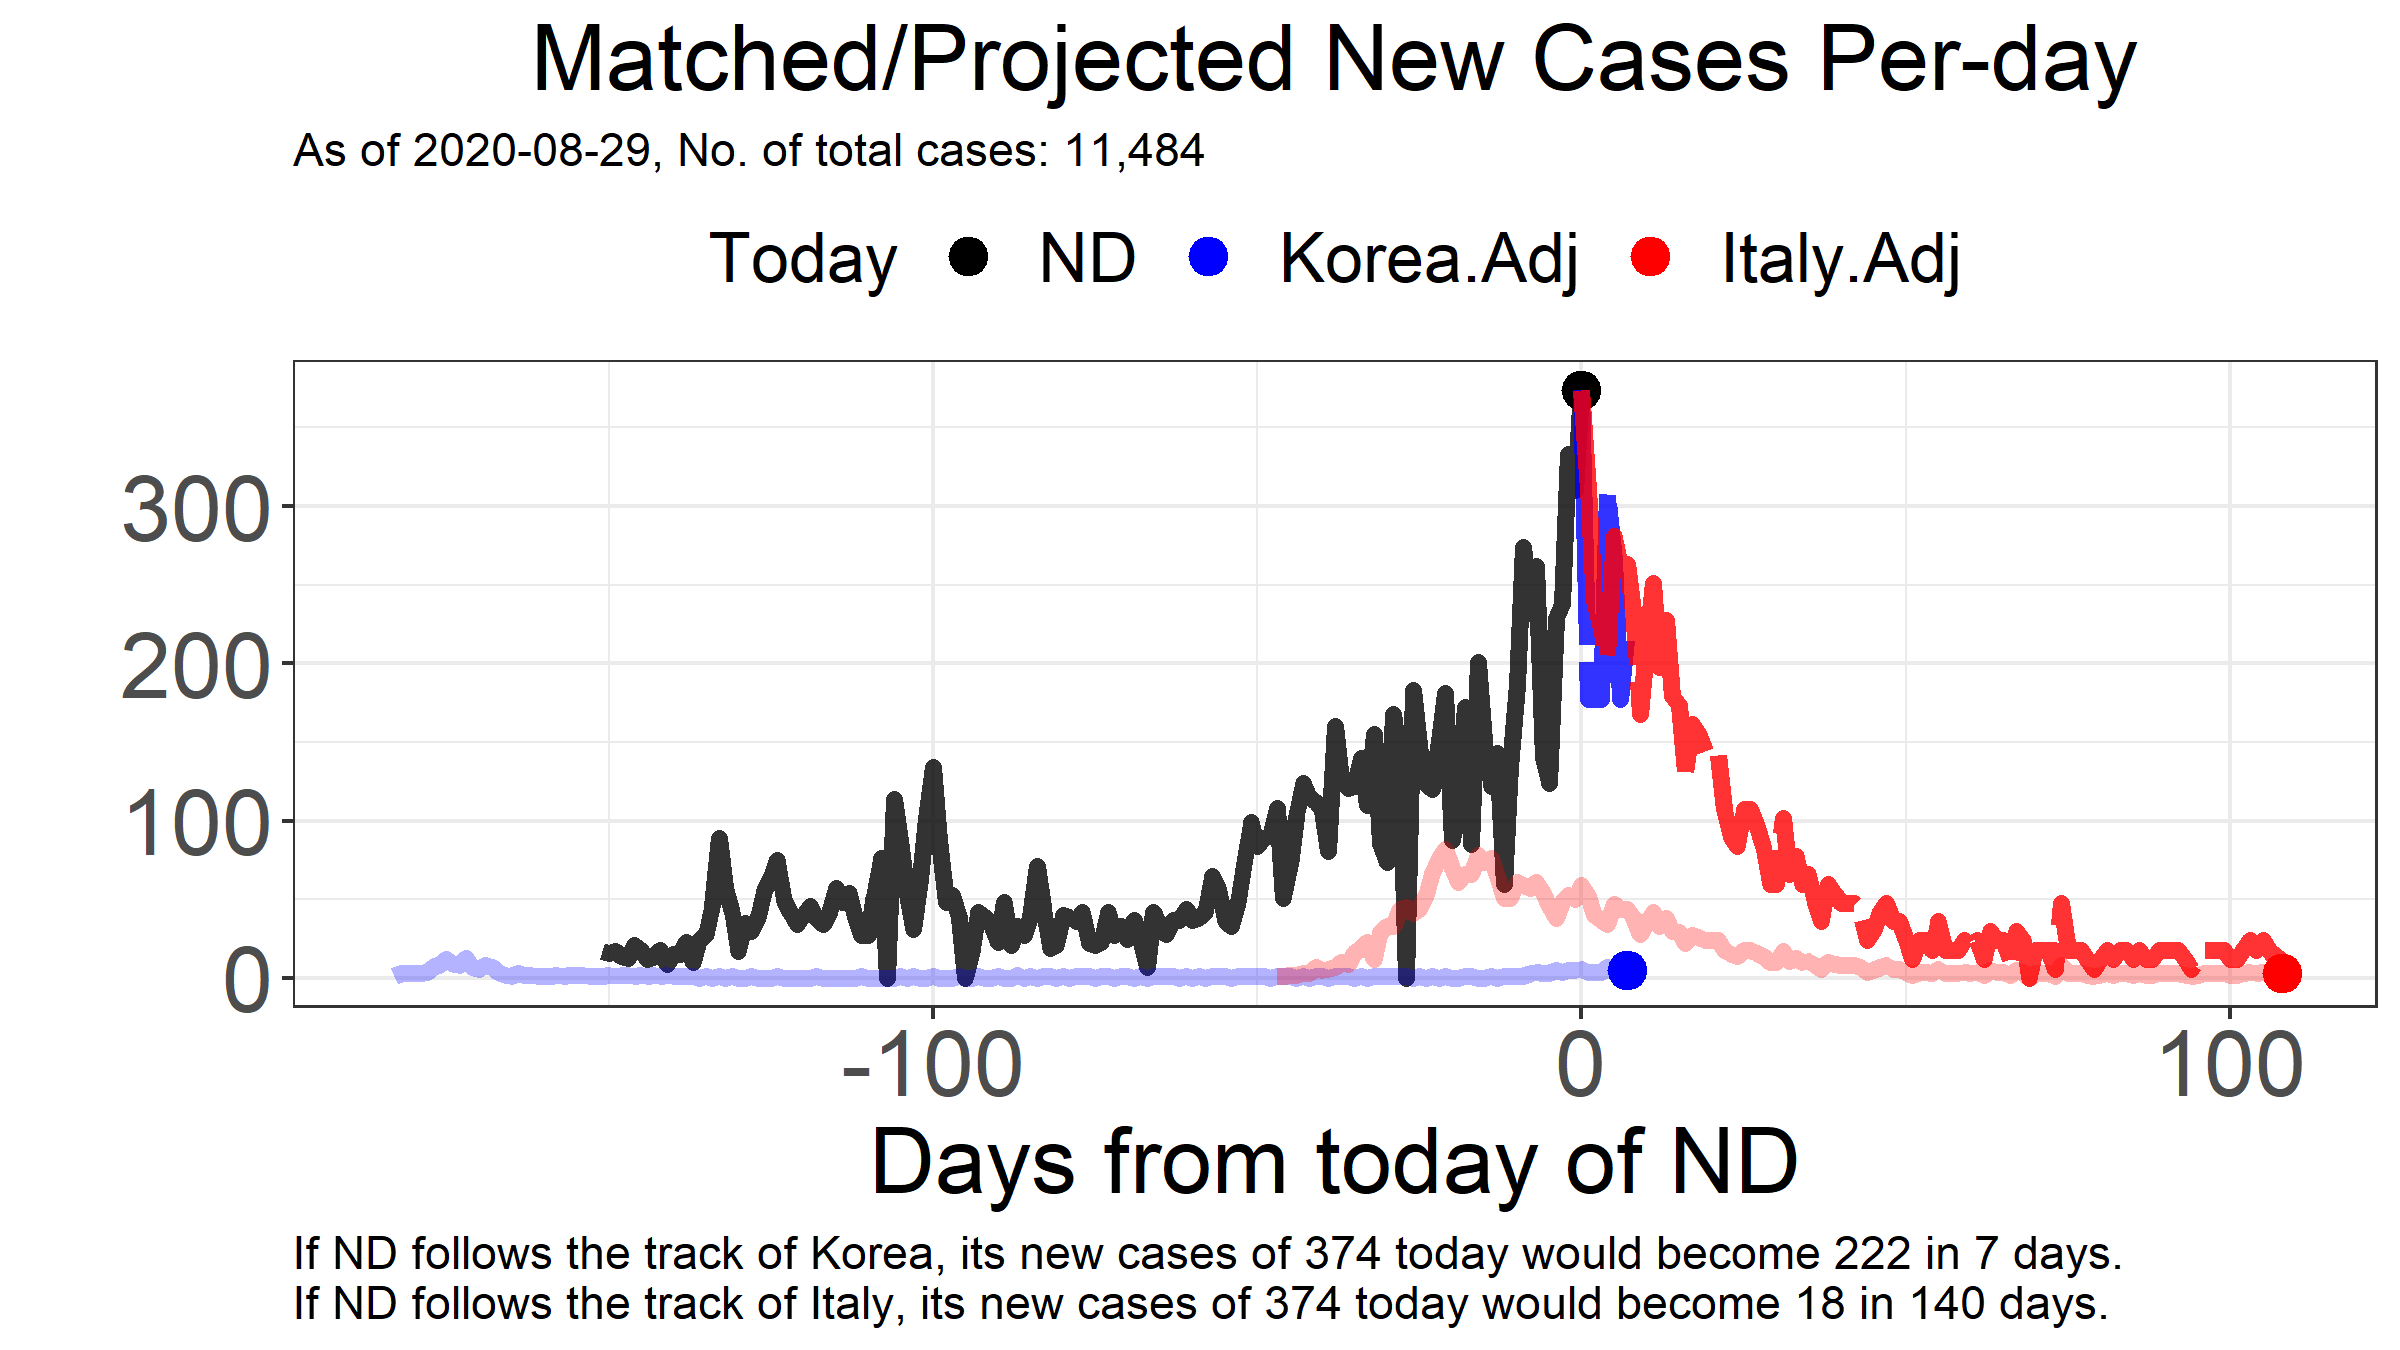 Matched/Projected New Cases Per-day
As of 2020-08-29, No. of total cases: 11,484
Today ND Korea.Adj Italy.Adj
300
200
100
0
-100 0 100
Days from today of ND
If ND follows the track of Korea, its new cases of 374 today would become 222 in 7 days.
If ND follows the track of Italy, its new cases of 374 today would become 18 in 140 days.